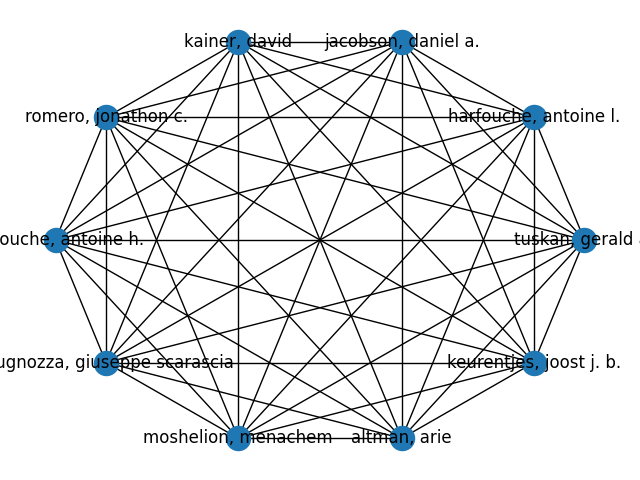 kainer, david
jacobson, daniel a.
romero, jonathon c.
harfouche, antoine l.
ouche, antoine h.
tuskan, gerald
ugnozza, giuseppe scarascia
keurentjes, joost j. b.
moshelion, menachem
altman, arie